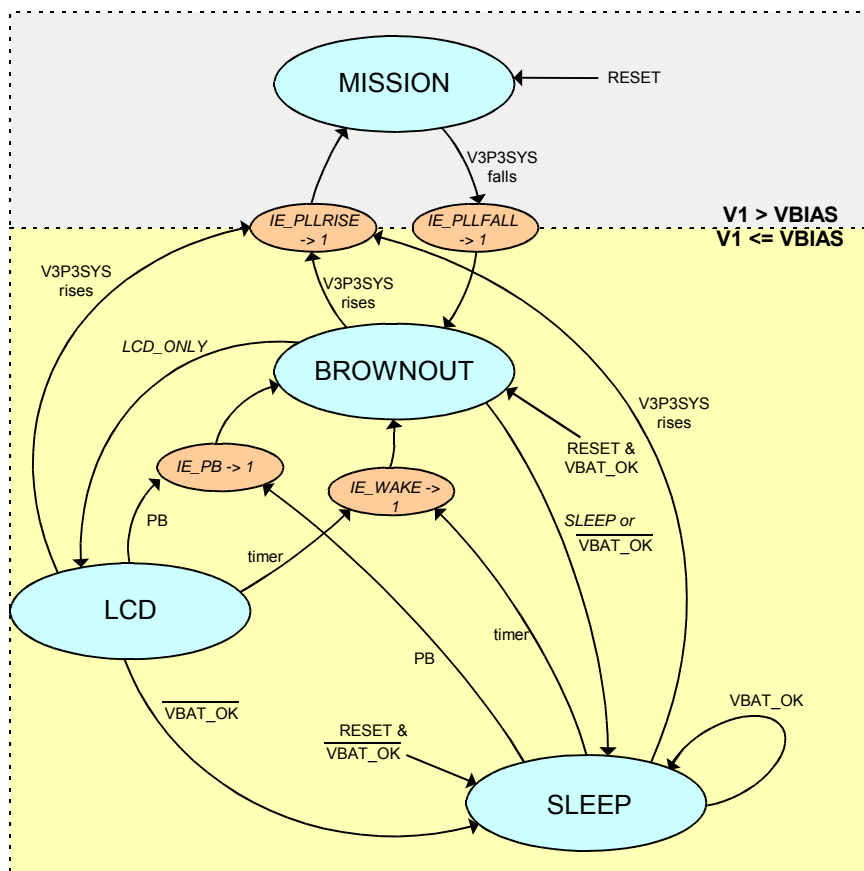 MISSION
RESET
V3P3SYS
falls
IE_PLLRISE
-> 1
IE_PLLFALL
-> 1
V1 > VBIAS
V1 <= VBIAS
V3P3SYS
rises
V3P3SYS
rises
LCD_ONLY
BROWNOUT
V3P3SYS
rises
RESET &
VBAT_OK
IE_PB -> 1
IE_WAKE ->
1
PB
SLEEP or
VBAT_OK
timer
LCD
timer
PB
VBAT_OK
RESET &
VBAT_OK
VBAT_OK
SLEEP